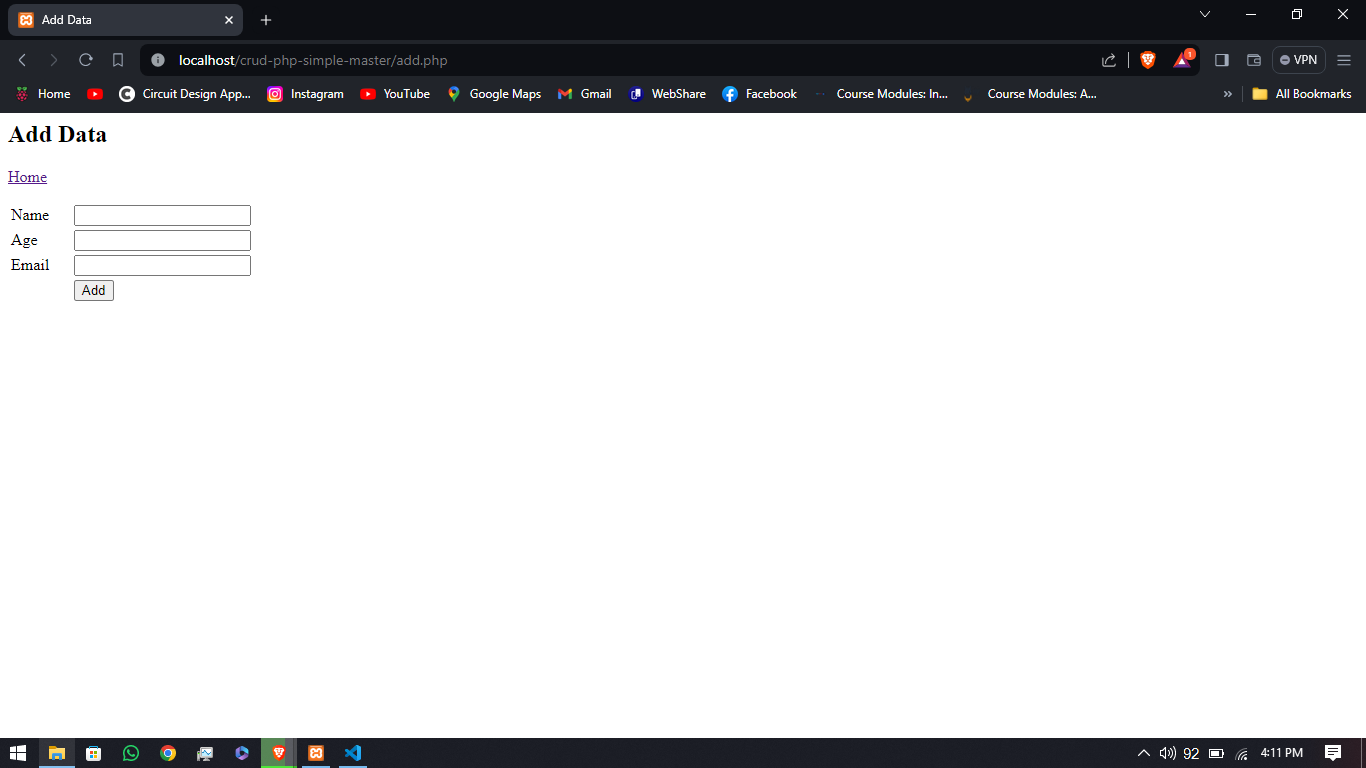 Add Data
localhost/crud-php-simple-master/add.php
1
VPN
Home Circuit Design App... Instagram YouTube Google Maps Gmail WebShare Facebook Course Modules: In... Course Modules: A... » All Bookmarks
Add Data
Home
Name
Age
Email
Add
92 4:11 PM